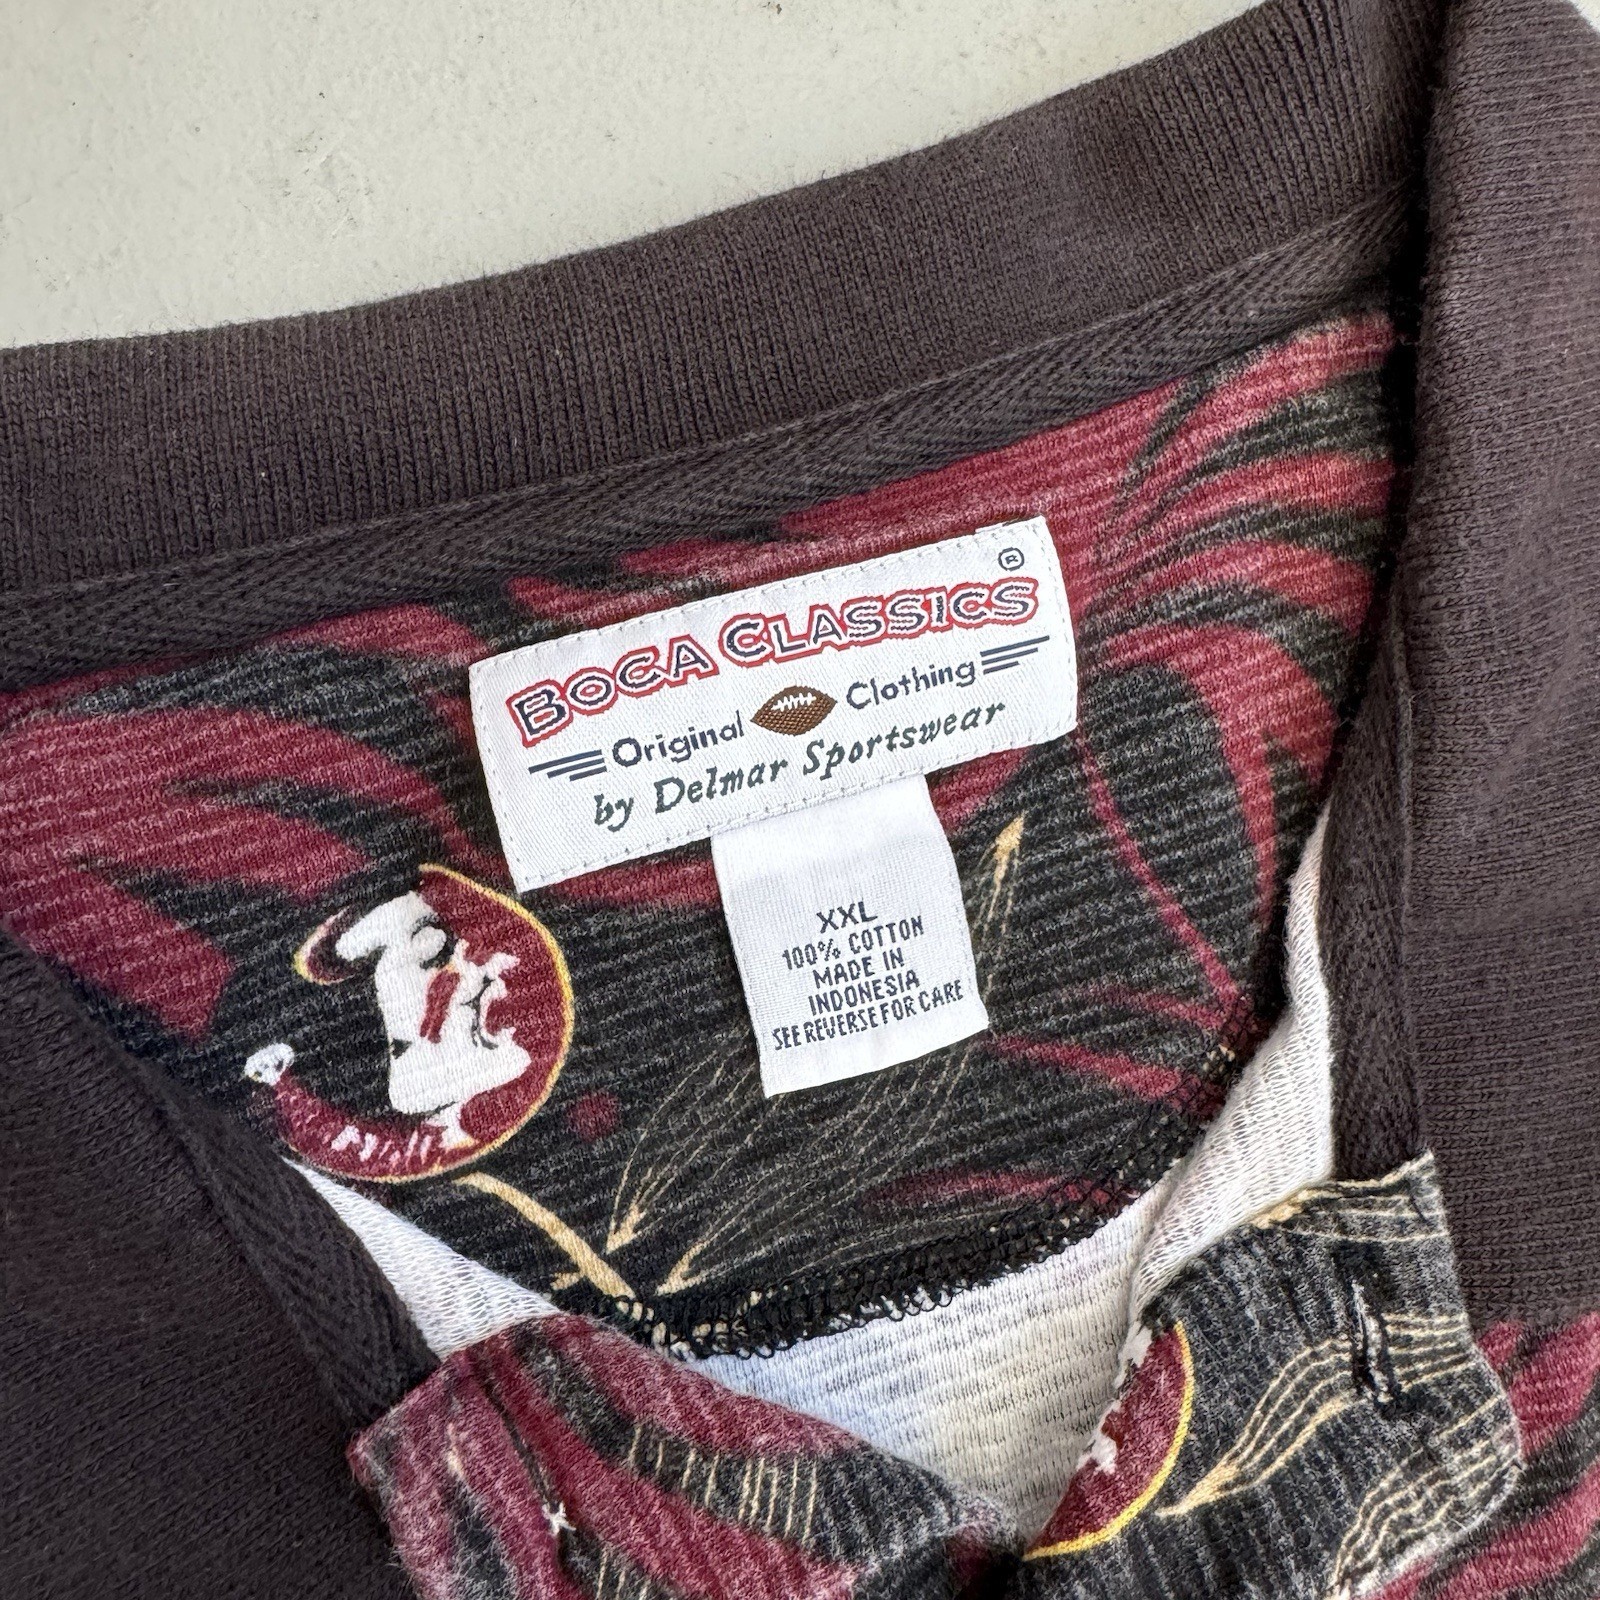 BOCA CLASSICS ®
Original Clothing
by Delmar Sportswear
XXL
100% COTTON
MADE IN
INDONESIA
SEE REVERSE FOR CARE